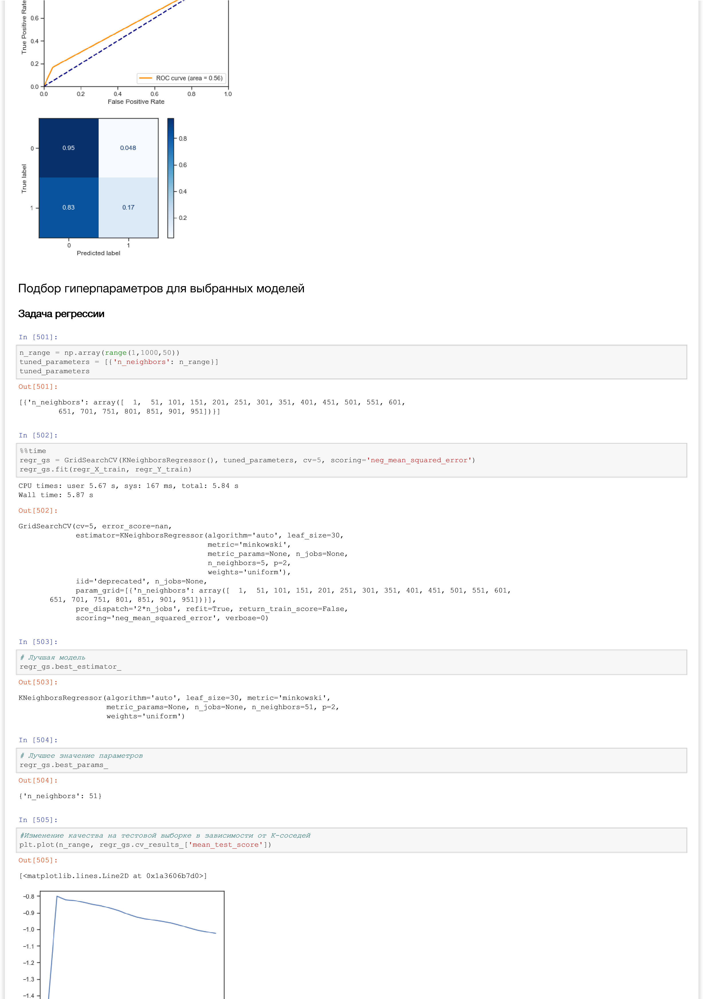 True Positive Rate
0.6
0.4
0.2
0.0
ROC curve (area = 0.56)
0.0 0.2 0.4 0.6 0.8 1.0
False Positive Rate
True label
0
0.95 0.048
1
0.83 0.17
0.8
0.6
0.4
0.2
0 1
Predicted label
Подбор гиперпараметров для выбранных моделей
Задача регрессии
In [501]:
n_range = np.array(range(1,1000,50))
tuned_parameters = [{'n_neighbors': n_range}]
tuned_parameters
Out[501]:
[{'n_neighbors': array([  1,   51, 101, 151, 201, 251, 301, 351, 401, 451, 501, 551, 601,
         651, 701, 751, 801, 851, 901, 951])}]
In [502]:
%%time
regr_gs = GridSearchCV(KNeighborsRegressor(), tuned_parameters, cv=5, scoring='neg_mean_squared_error')
regr_gs.fit(regr_X_train, regr_Y_train)
CPU times: user 5.67 s, sys: 167 ms, total: 5.84 s
Wall time: 5.87 s
Out[502]:
GridSearchCV(cv=5, error_score=nan,
             estimator=KNeighborsRegressor(algorithm='auto', leaf_size=30,
                                           metric='minkowski',
                                           metric_params=None, n_jobs=None,
                                           n_neighbors=5, p=2,
                                           weights='uniform'),
             iid='deprecated', n_jobs=None,
             param_grid=[{'n_neighbors': array([  1,  51, 101, 151, 201, 251, 301, 351, 401, 451, 501, 551, 601,
       651, 701, 751, 801, 851, 901, 951])}],
             pre_dispatch='2*n_jobs', refit=True, return_train_score=False,
             scoring='neg_mean_squared_error', verbose=0)
In [503]:
# Лучшая модель
regr_gs.best_estimator_
Out[503]:
KNeighborsRegressor(algorithm='auto', leaf_size=30, metric='minkowski',
                    metric_params=None, n_jobs=None, n_neighbors=51, p=2,
                    weights='uniform')
In [504]:
# Лучшее значение параметров
regr_gs.best_params_
Out[504]:
{'n_neighbors': 51}
In [505]:
#Изменение качества на тестовой выборке в зависимости от К-соседей
plt.plot(n_range, regr_gs.cv_results_['mean_test_score'])
Out[505]:
[<matplotlib.lines.Line2D at 0x1a3606b7d0>]
−0.8
−0.9
−1.0
−1.1
−1.2
−1.3
−1.4